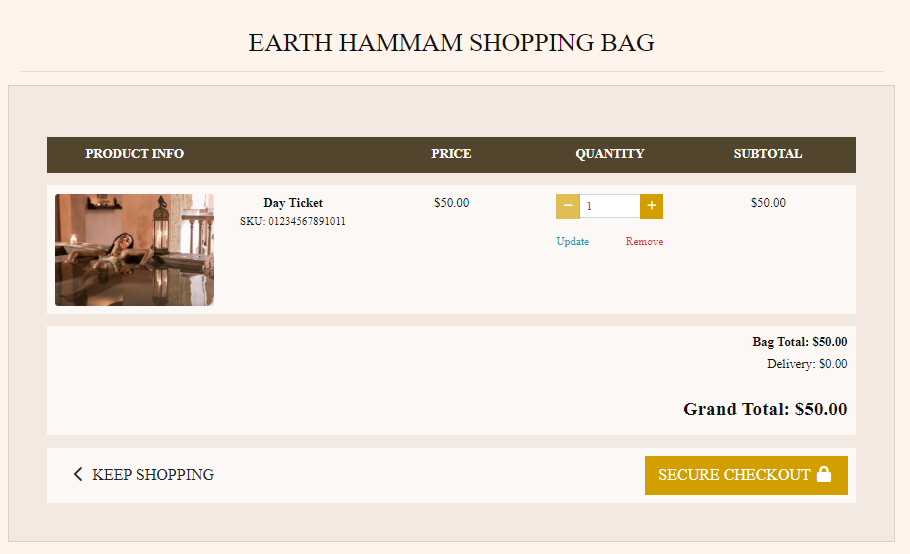 EARTH HAMMAM SHOPPING BAG
PRODUCT INFO PRICE QUANTITY SUBTOTAL
Day Ticket $50.00 − 1 + $50.00
SKU: 01234567891011
Update Remove
Bag Total: $50.00
Delivery: $0.00
Grand Total: $50.00
KEEP SHOPPING SECURE CHECKOUT